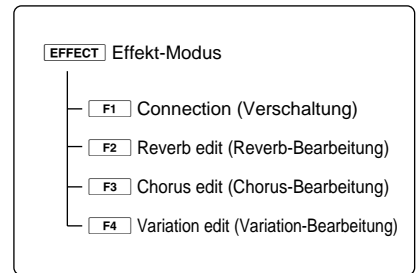 EFFECT Effekt-Modus
F1 Connection (Verschaltung)
F2 Reverb edit (Reverb-Bearbeitung)
F3 Chorus edit (Chorus-Bearbeitung)
F4 Variation edit (Variation-Bearbeitung)